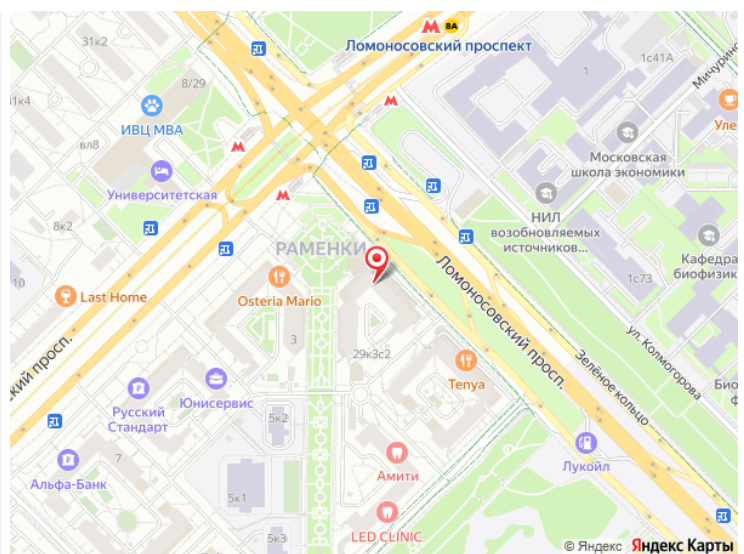 31к2
8А
Ломоносовский проспект
1с41А
Мичурин
8/29
31к4
ИВЦ МВА
Уле
вл8
Московская
школа экономики
Университетская
НИЛ
возобновляемых
источников...
8к2
РАМЕНКИ
Кафедра
биофизик
10
Ломоносовский просп.
1с73
Last Home
Osteria Mario
ул. Колмогорова
ский просп.
3
29к3с2
Зелёное кольцо
Tenya
Био
ф
Юнисервис
Русский
Стандарт
5к2
Лукойл
7
Альфа-Банк
Амити
5к1
LED CLINIC
5к3
© Яндекс Яндекс Карты